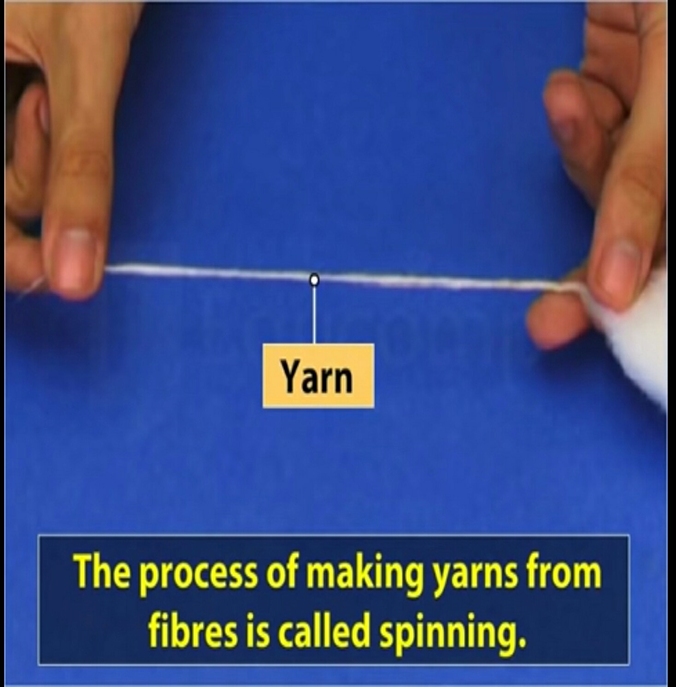 Yarn
The process of making yarns from
fibres is called spinning.